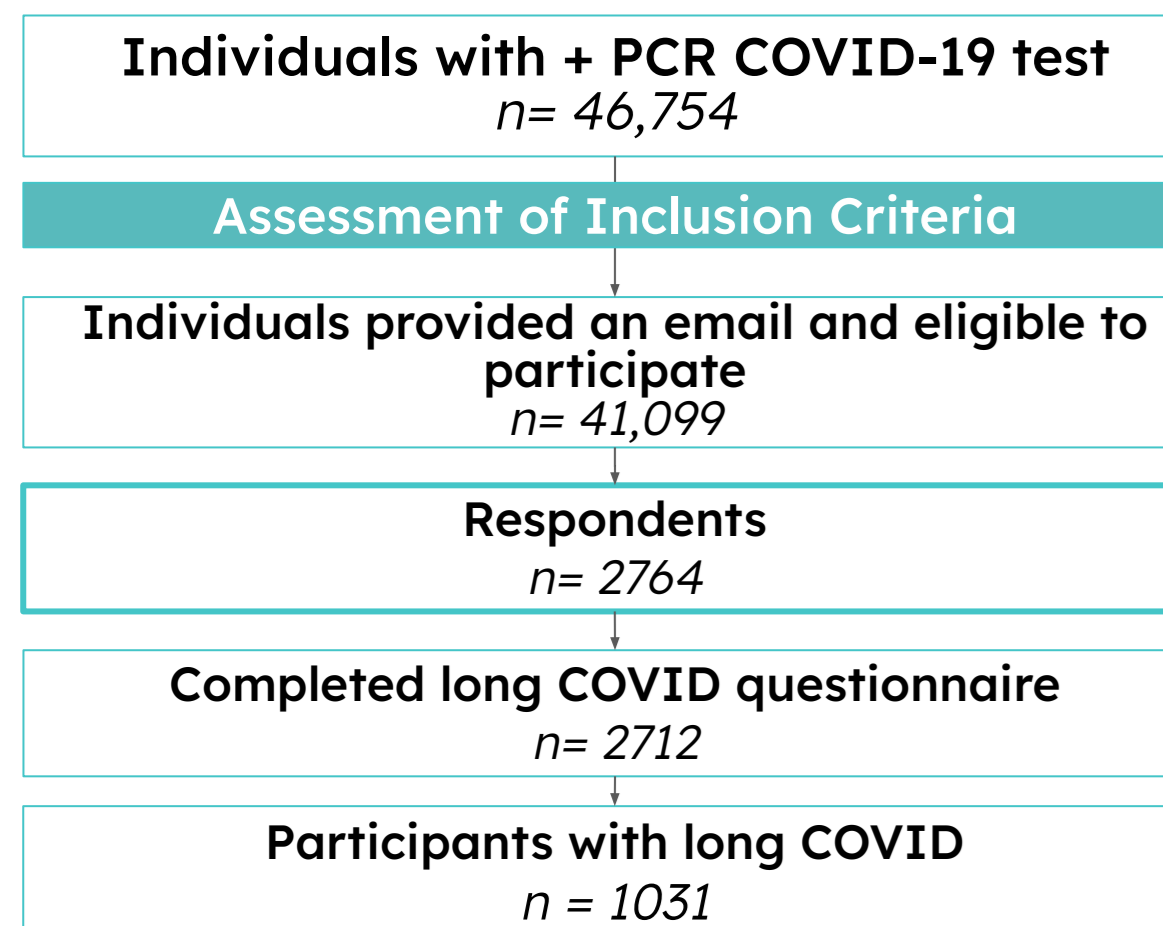 Individuals with + PCR COVID-19 test
n= 46,754
Assessment of Inclusion Criteria
Individuals provided an email and eligible to
participate
n= 41,099
Respondents
n= 2764
Completed long COVID questionnaire
n= 2712
Participants with long COVID
n = 1031